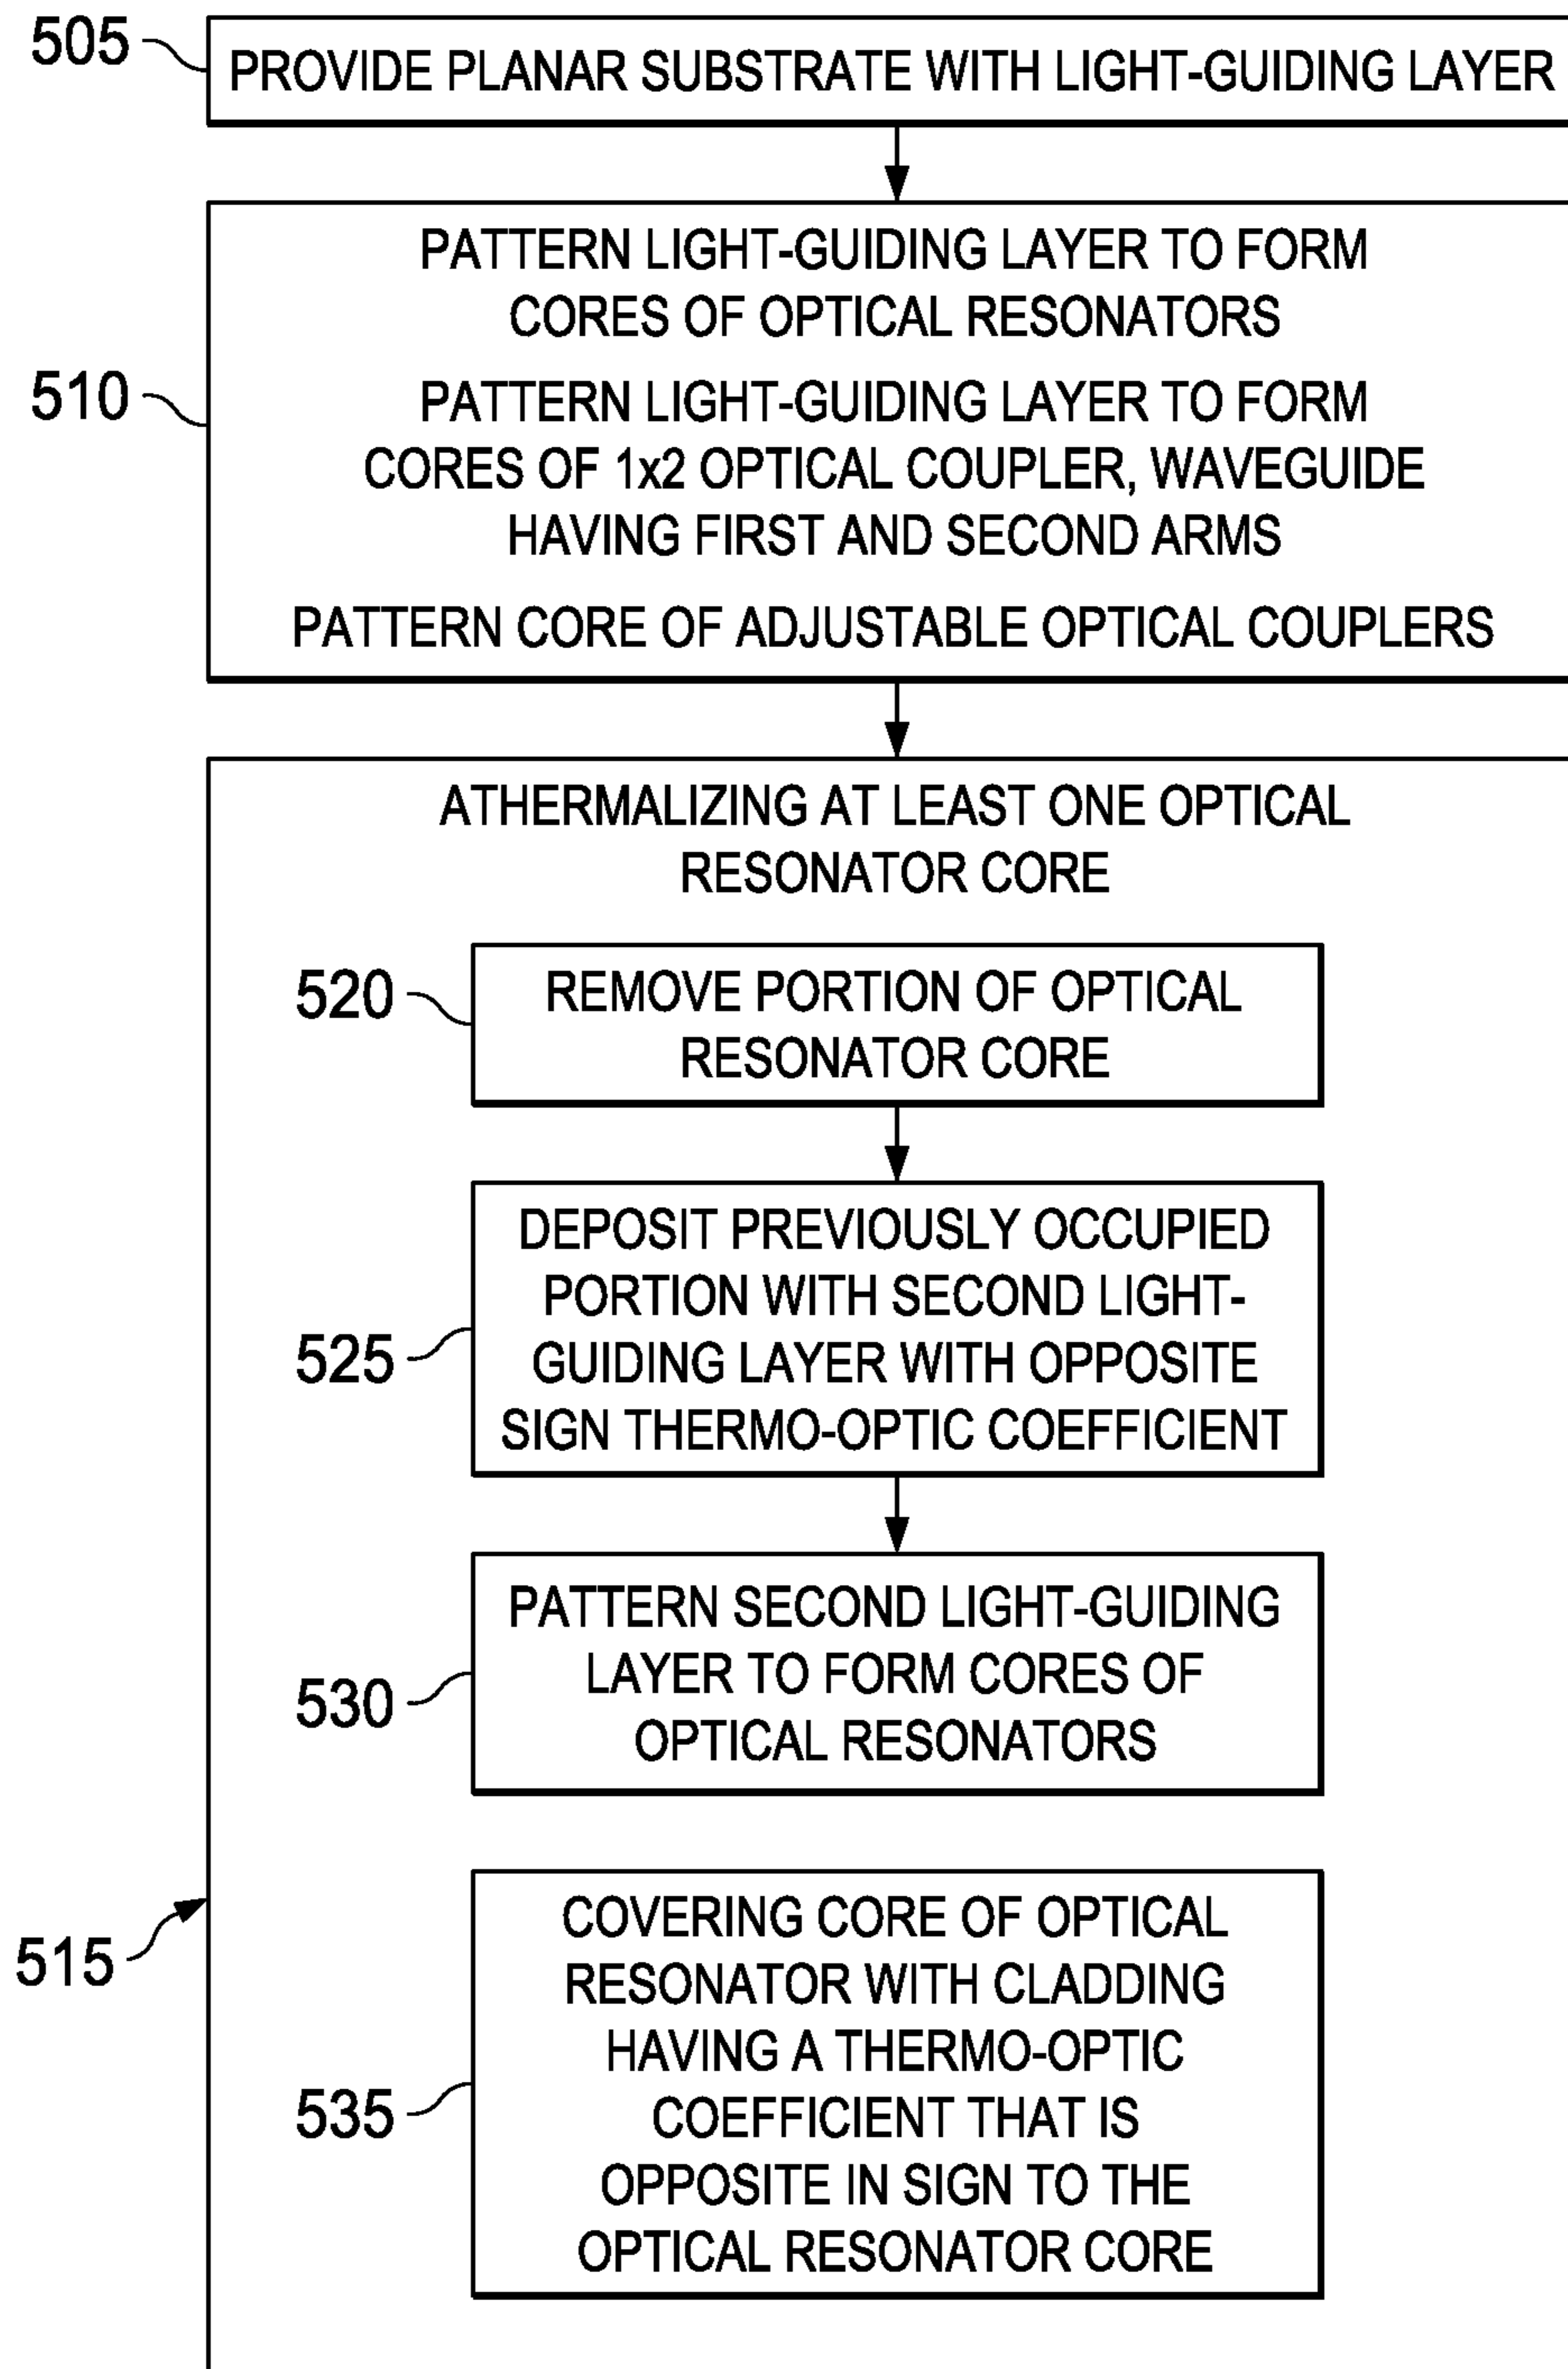 505
PROVIDE PLANAR SUBSTRATE WITH LIGHT-GUIDING LAYER
PATTERN LIGHT-GUIDING LAYER TO FORM
CORES OF OPTICAL RESONATORS
510
PATTERN LIGHT-GUIDING LAYER TO FORM
CORES OF 1x2 OPTICAL COUPLER, WAVEGUIDE
HAVING FIRST AND SECOND ARMS
PATTERN CORE OF ADJUSTABLE OPTICAL COUPLERS
ATHERMALIZING AT LEAST ONE OPTICAL
RESONATOR CORE
520
REMOVE PORTION OF OPTICAL
RESONATOR CORE
DEPOSIT PREVIOUSLY OCCUPIED
PORTION WITH SECOND LIGHT-
525
GUIDING LAYER WITH OPPOSITE
SIGN THERMO-OPTIC COEFFICIENT
PATTERN SECOND LIGHT-GUIDING
LAYER TO FORM CORES OF
530
OPTICAL RESONATORS
515
COVERING CORE OF OPTICAL
RESONATOR WITH CLADDING
HAVING A THERMO-OPTIC
535
COEFFICIENT THAT IS
OPPOSITE IN SIGN TO THE
OPTICAL RESONATOR CORE